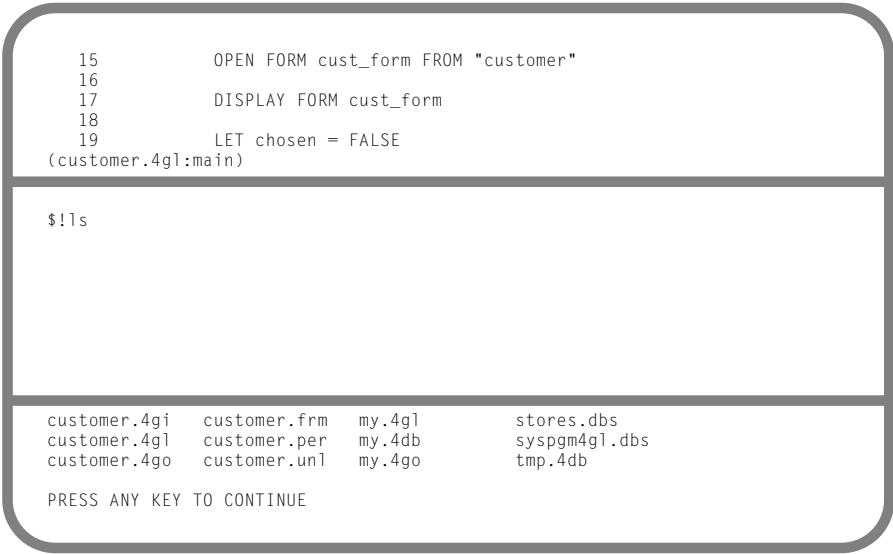 15 OPEN FORM cust_form FROM "customer"
16
17 DISPLAY FORM cust_form
18
19 LET chosen = FALSE
(customer.4gl:main)
$!ls
customer.4gi customer.frm my.4gl stores.dbs
customer.4gl customer.per my.4db syspgm4gl.dbs
customer.4go customer.unl my.4go tmp.4db
PRESS ANY KEY TO CONTINUE